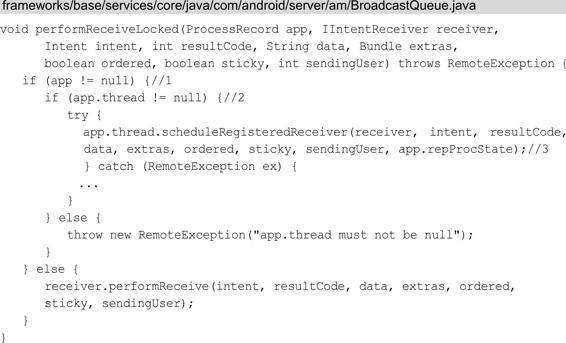 frameworks/base/services/core/java/com/android/server/am/BroadcastQueue.java
void performReceiveLocked(ProcessRecord app, IIntentReceiver receiver,
Intent intent, int resultCode, String data, Bundle extras,
boolean ordered, boolean sticky, int sendingUser) throws RemoteException {
if (app != null) {//1
if (app.thread != null) {//2
try {
app.thread.scheduleRegisteredReceiver(receiver, intent, resultCode,
data, extras, ordered, sticky, sendingUser, app.repProcState);//3
} catch (RemoteException ex) {
...
}
} else {
throw new RemoteException("app.thread must not be null");
}
} else {
receiver.performReceive(intent, resultCode, data, extras, ordered,
sticky, sendingUser);
}
}